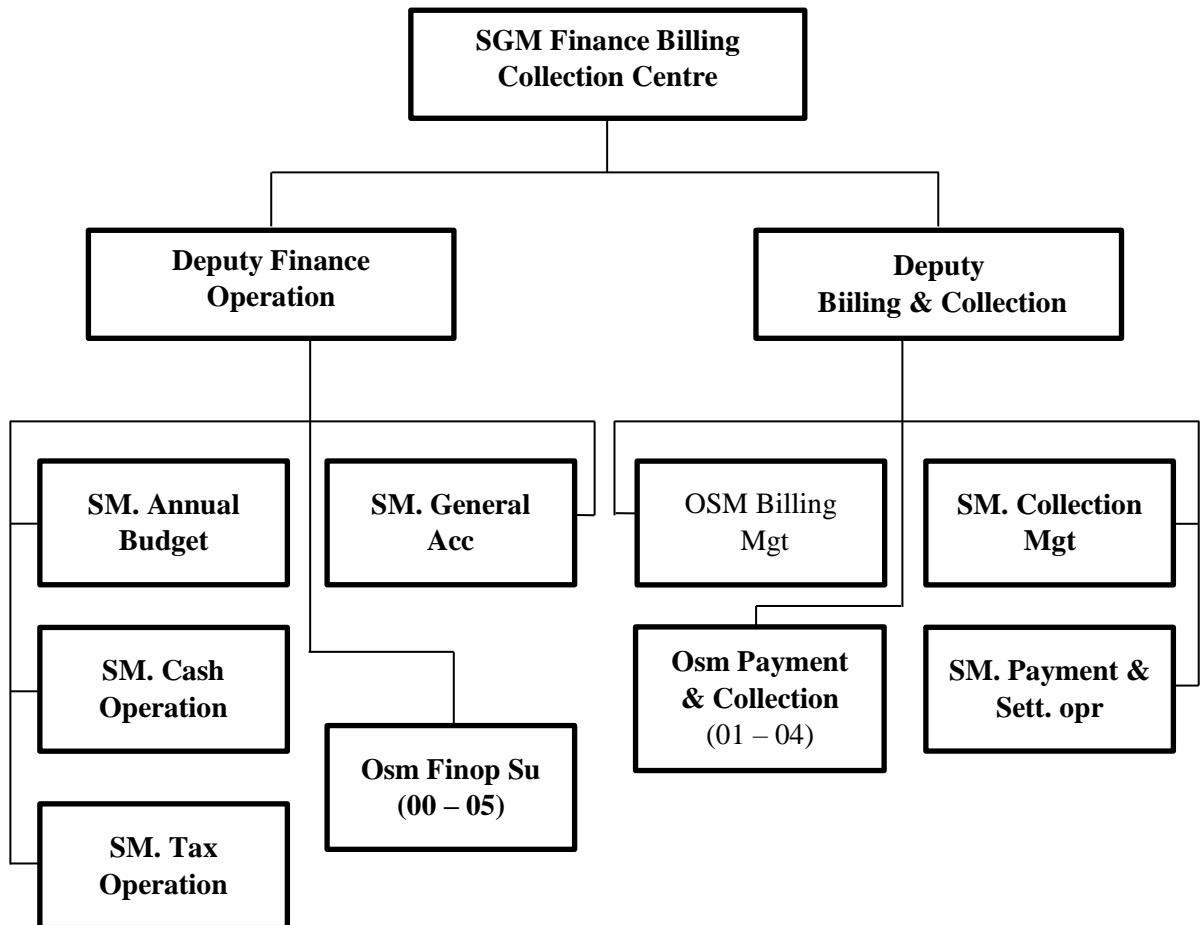 SGM Finance Billing
Collection Centre
Deputy Finance
Operation
Deputy
Biiling & Collection
SM. Annual
Budget
SM. General
Acc
OSM Billing
Mgt
SM. Collection
Mgt
SM. Cash
Operation
Osm Finop Su
(00 – 05)
Osm Payment
& Collection
(01 – 04)
SM. Payment &
Sett. opr
SM. Tax
Operation